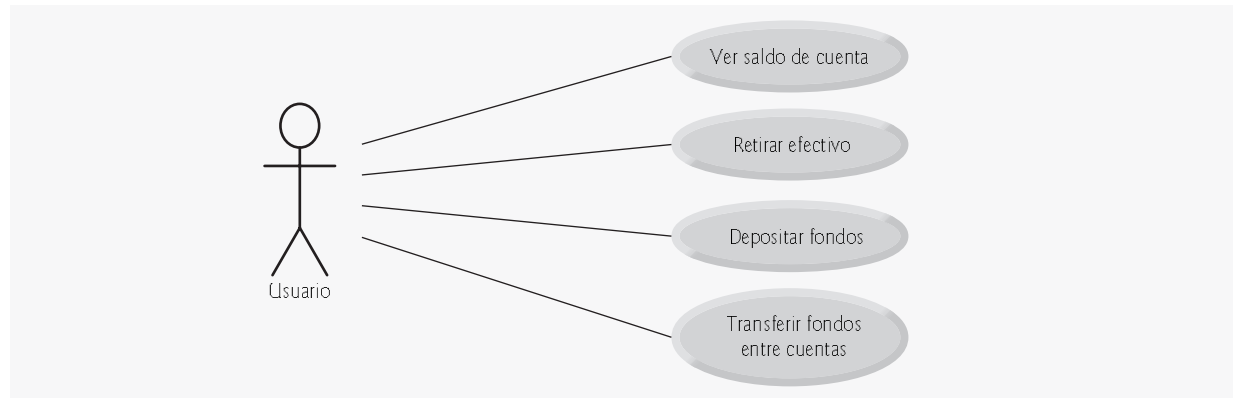 Ver saldo de cuenta
Retirar efectivo
Depositar fondos
Transferir fondos
entre cuentas
Usuario